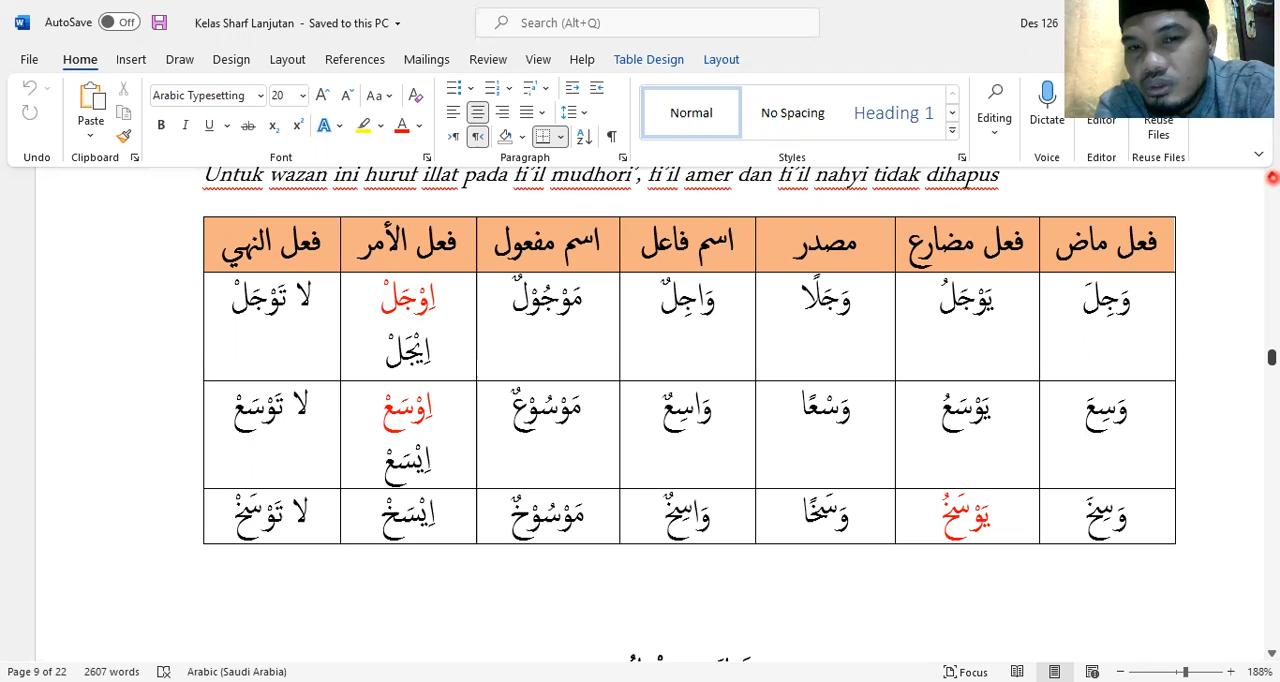 AutoSave Off Kelas Sharf Lanjutan - Saved to this PC Search (Alt+Q) Des 126
File Home Insert Draw Design Layout References Mailings Review View Help Table Design Layout
Arabic Typesetting 20 A A Aa A
Paste
B I U ab x₂ x² A A
Normal No Spacing Heading 1
Editing Dictate Editor Reuse Files
Undo Clipboard Font Paragraph Styles Voice Editor Reuse Files
Untuk wazan ini huruf illat pada fi'il mudhori', fi'il amer dan fi'il nahyi tidak dihapus
فعل ماض فعل مضارع مصدر اسم فاعل اسم مفعول فعل الأمر فعل النهي
وَجِلَ يَوْجَلُ وَجَلًا وَاجِلٌ مَوْجُوْلٌ اِوْجَلْ لا تَوْجَلْ
اِيْجَلْ
وَسِعَ يَوْسَعُ وَسْعًا وَاسِعٌ مَوْسُوْعٌ اِوْسَعْ لا تَوْسَعْ
اِيْسَعْ
وَسِخَ يَوْسَخُ وَسَخًا وَاسِخٌ مَوْسُوْخٌ اِيْسَخْ لا تَوْسَخْ
Page 9 of 22 2607 words Arabic (Saudi Arabia) Focus 188%